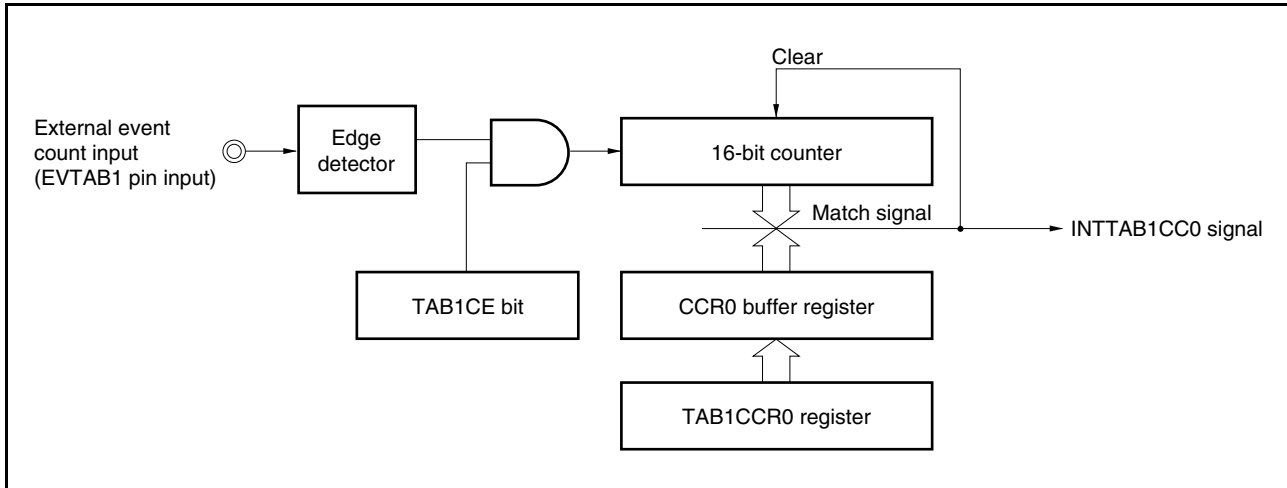 Clear
External event
count input
(EVTAB1 pin input)
Edge
detector
16-bit counter
Match signal
INTTAB1CC0 signal
TAB1CE bit
CCR0 buffer register
TAB1CCR0 register